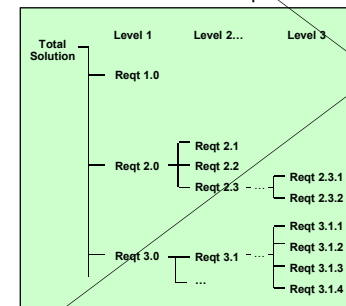 Total
Solution
Level 1 Level 2… Level 3
Reqt 1.0
Reqt 2.1
Reqt 2.0 Reqt 2.2
Reqt 2.3 … Reqt 2.3.1
Reqt 2.3.2
Reqt 3.1.1
Reqt 3.0 Reqt 3.1 … Reqt 3.1.2
… Reqt 3.1.3
Reqt 3.1.4